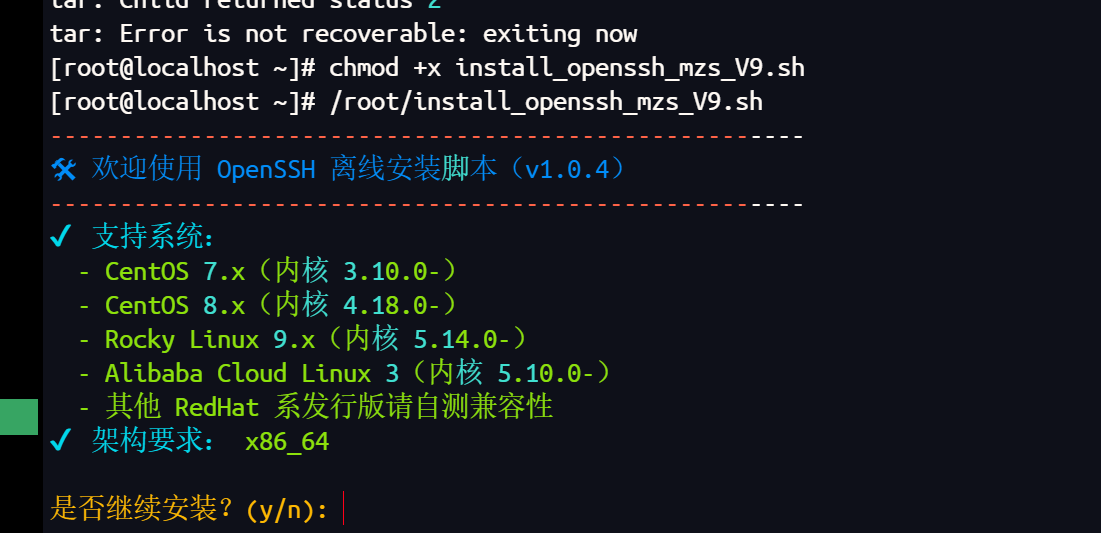 tar: Child returned status 2
tar: Error is not recoverable: exiting now
[root@localhost ~]# chmod +x install_openssh_mzs_V9.sh
[root@localhost ~]# /root/install_openssh_mzs_V9.sh
------------------------------------------------------
🛠 欢迎使用 OpenSSH 离线安装脚本（v1.0.4）
------------------------------------------------------
✔ 支持系统：
- CentOS 7.x（内核 3.10.0-）
- CentOS 8.x（内核 4.18.0-）
- Rocky Linux 9.x（内核 5.14.0-）
- Alibaba Cloud Linux 3（内核 5.10.0-）
- 其他 RedHat 系发行版请自测兼容性
✔ 架构要求： x86_64
是否继续安装？(y/n):